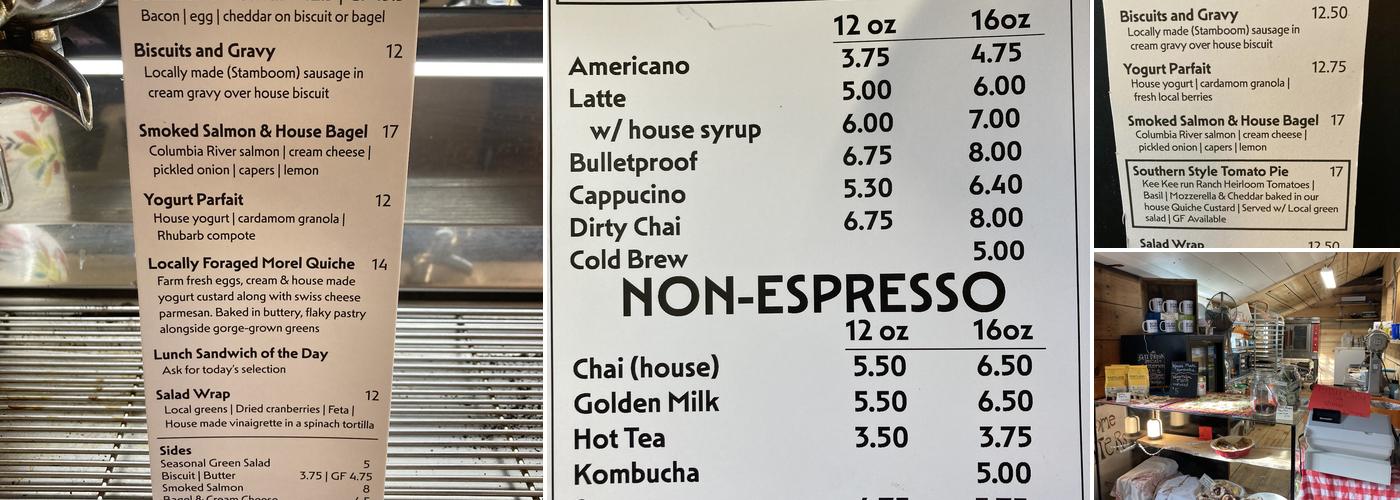 Bacon | egg | cheddar on biscuit or bagel
Biscuits and Gravy 12
Locally made (Stamboom) sausage in
cream gravy over house biscuit
Smoked Salmon & House Bagel 17
Columbia River salmon | cream cheese |
pickled onion | capers | lemon
Yogurt Parfait 12
House yogurt | cardamom granola |
Rhubarb compote
Locally Foraged Morel Quiche 14
Farm fresh eggs, cream & house made
yogurt custard along with swiss cheese
parmesan. Baked in buttery, flaky pastry
alongside gorge-grown greens
Lunch Sandwich of the Day
Ask for today's selection
Salad Wrap 12
Local greens | Dried cranberries | Feta |
House made vinaigrette in a spinach tortilla
Sides
Seasonal Green Salad 5
Biscuit | Butter 3.75 | GF 4.75
Smoked Salmon 8
Bagel & Cream Cheese
12 oz 16oz
Americano 3.75 4.75
Latte 5.00 6.00
w/ house syrup 6.00 7.00
Bulletproof 6.75 8.00
Cappucino 5.30 6.40
Dirty Chai 6.75 8.00
Cold Brew 5.00
NON-ESPRESSO
12 oz 16oz
Chai (house) 5.50 6.50
Golden Milk 5.50 6.50
Hot Tea 3.50 3.75
Kombucha 5.00
Biscuits and Gravy 12.50
Locally made (Stamboom) sausage in
cream gravy over house biscuit
Yogurt Parfait 12.75
House yogurt | cardamom granola |
fresh local berries
Smoked Salmon & House Bagel 17
Columbia River salmon | cream cheese |
pickled onion | capers | lemon
Southern Style Tomato Pie 17
Kee Kee run Ranch Heirloom Tomatoes |
Basil | Mozzerella & Cheddar baked in our
house Quiche Custard | Served w/ Local green
salad | GF Available
Salad Wrap 12.50